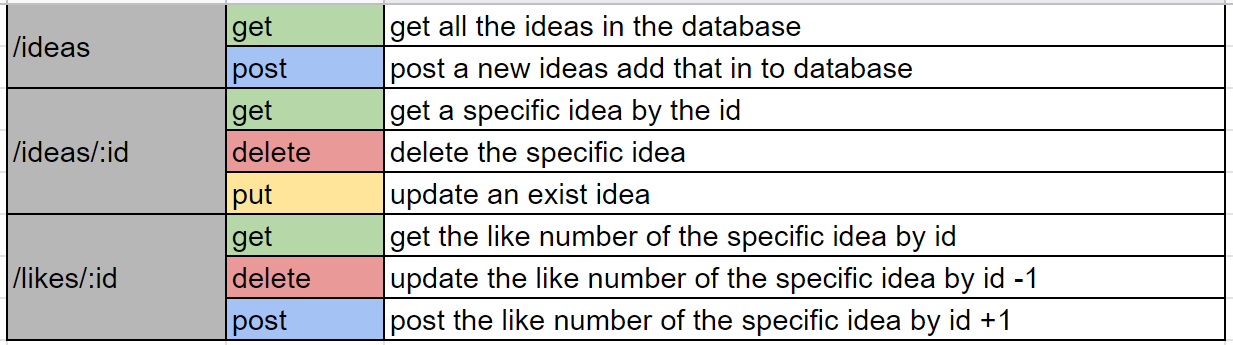 /ideas
get
get all the ideas in the database
post
post a new ideas add that in to database
/ideas/:id
get
get a specific idea by the id
delete
delete the specific idea
put
update an exist idea
/likes/:id
get
get the like number of the specific idea by id
delete
update the like number of the specific idea by id -1
post
post the like number of the specific idea by id +1